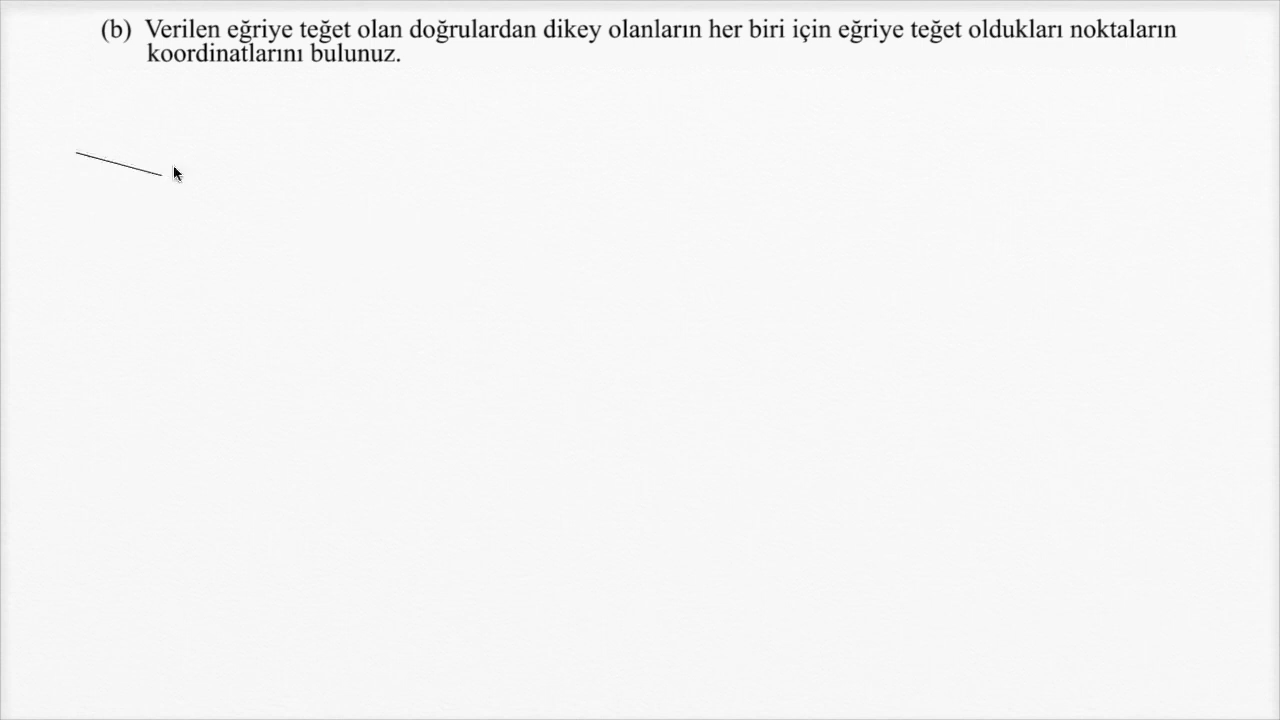 (b) Verilen eğriye teğet olan doğrulardan dikey olanların her biri için eğriye teğet oldukları noktaların
koordinatlarını bulunuz.